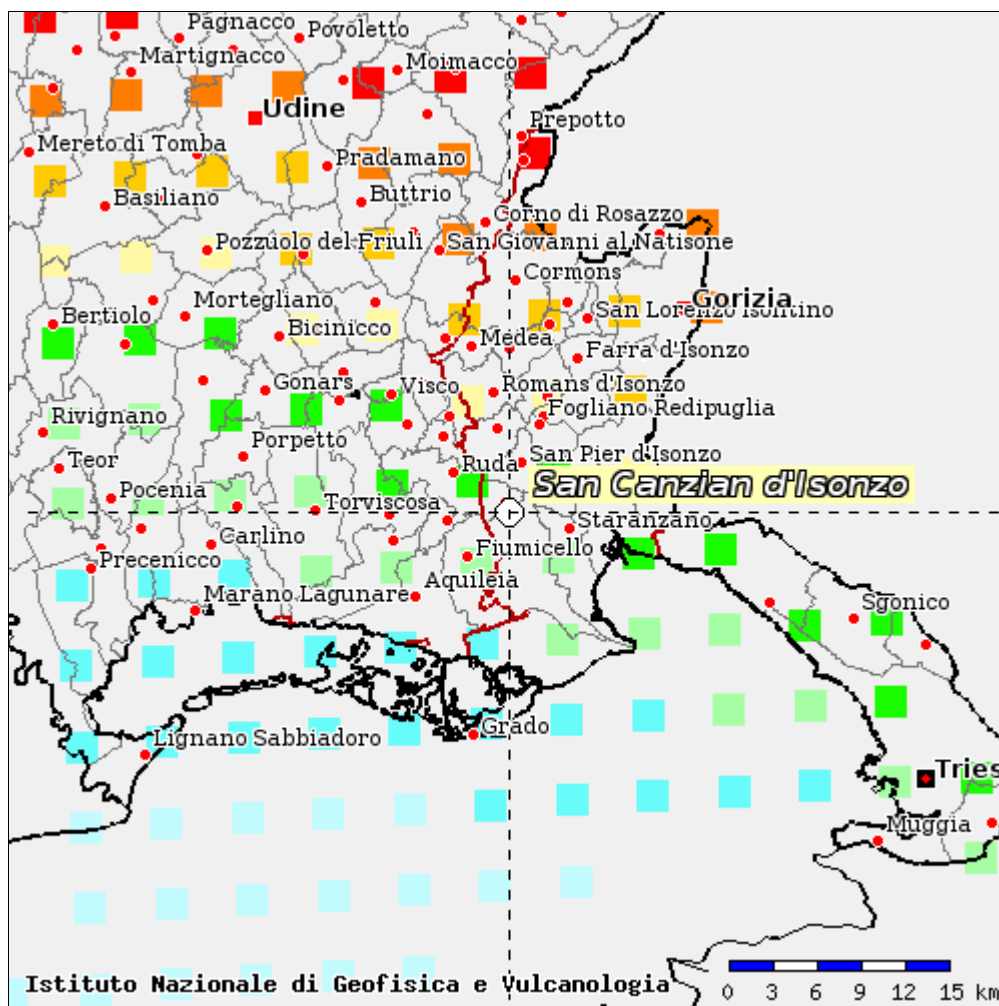 Pagnacco
Povoletto
Martignacco
Moimacco
Udine
Prepotto
Mereto di Tomba
Pradamano
Basiliano
Buttrio
Corno di Rosazzo
Pozzuolo del Friuli
San Giovanni al Natisone
Cormons
Mortegliano
Gorizia
Bertiolo
San Lorenzo Isontino
Bicinicco
Medea
Farra d'Isonzo
Gonars
Visco
Romans d'Isonzo
Rivignano
Fogliano Redipuglia
Porpetto
Teor
Ruda
San Pier d'Isonzo
San Canzian d'Isonzo
Pocenia
Torviscosa
Staranzano
Carlino
Precenicco
Fiumicello
Aquileia
Marano Lagunare
Sgonico
Grado
Lignano Sabbiadoro
Tries
Muggia
Istituto Nazionale di Geofisica e Vulcanologia
0 3 6 9 12 15 km